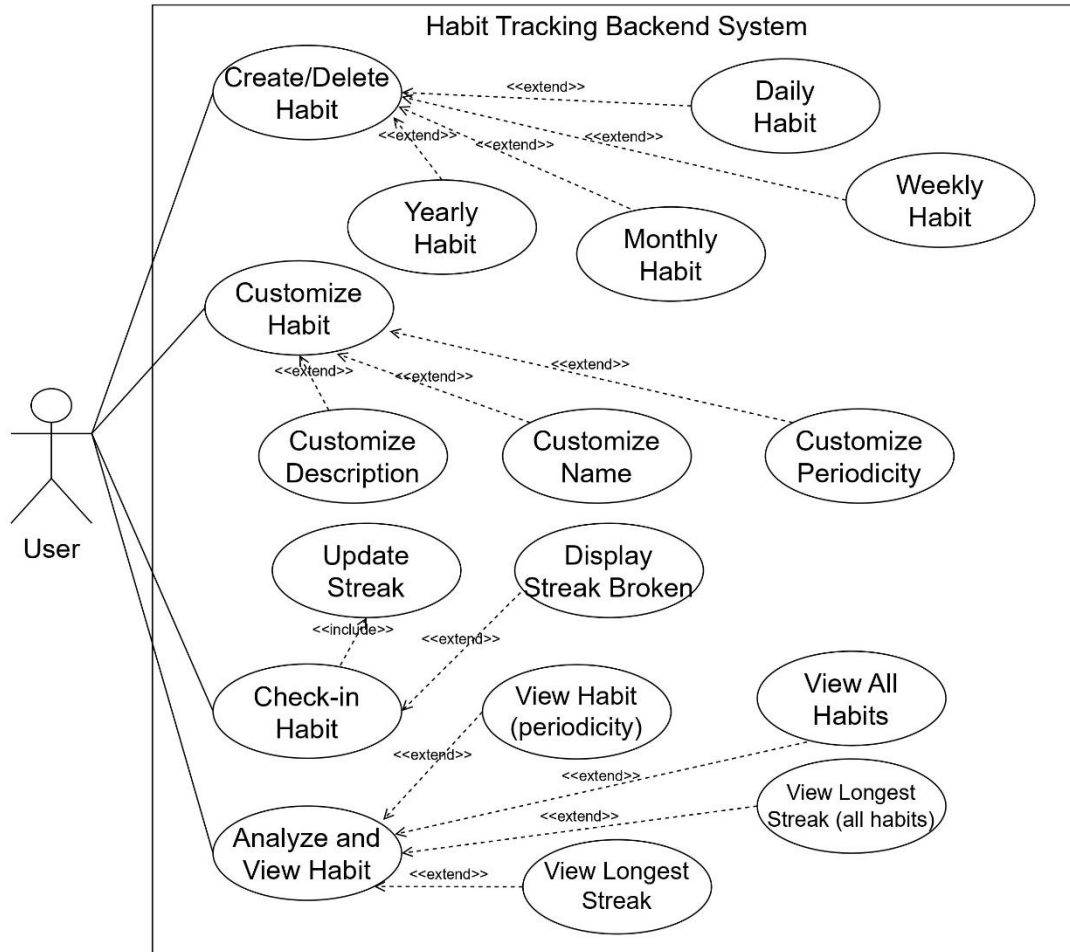 Habit Tracking Backend System
Create/Delete
Habit
<<extend>>
Daily
Habit
<<extend>>
<<extend>>
<<extend>>
Weekly
Habit
Yearly
Habit
Monthly
Habit
Customize
Habit
<<extend>>
<<extend>>
<<extend>>
Customize
Description
Customize
Name
Customize
Periodicity
User
Update
Streak
Display
Streak Broken
<<include>>
<<extend>>
Check-in
Habit
View Habit
(periodicity)
View All
Habits
<<extend>>
<<extend>>
View Longest
Streak (all habits)
<<extend>>
Analyze and
View Habit
<<extend>>
View Longest
Streak